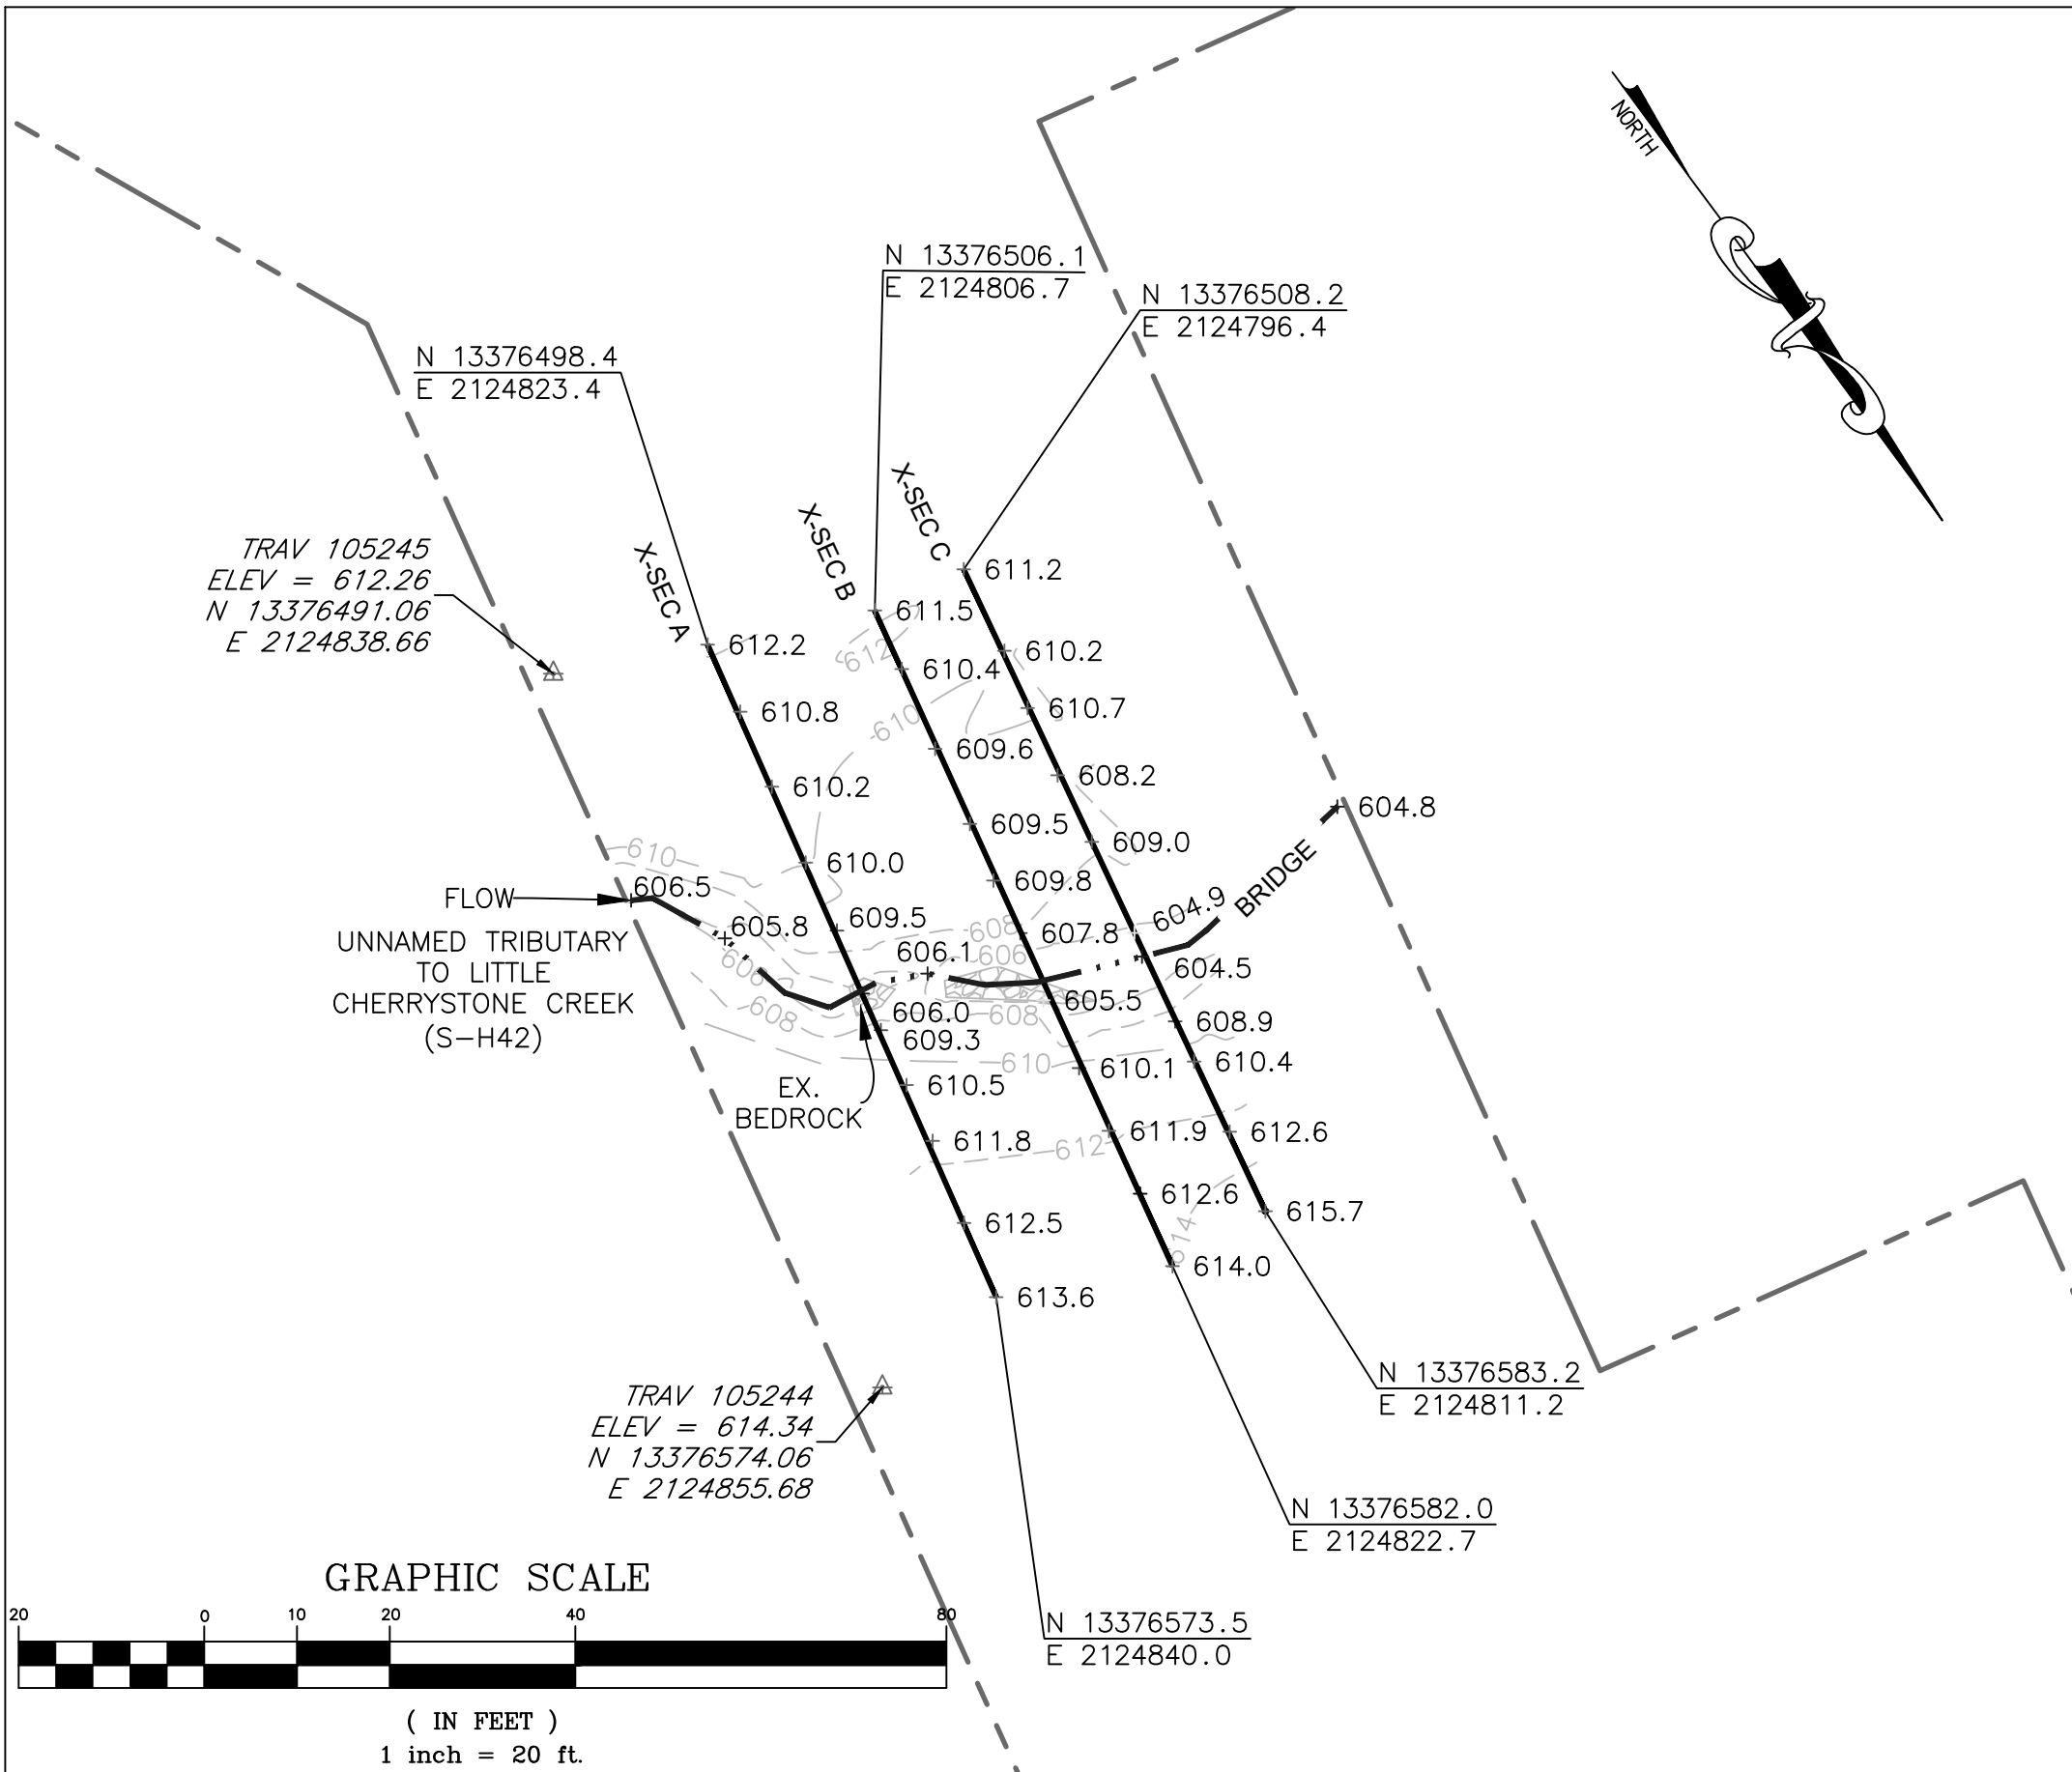 NORTH
N 13376506.1
E 2124806.7
N 13376508.2
E 2124796.4
N 13376498.4
E 2124823.4
X-SEC A
X-SEC B
X-SEC C
TRAV 105245
ELEV = 612.26
N 13376491.06
E 2124838.66
612.2
610.8
610.2
610.0
609.5
606.0
609.3
610.5
611.8
612.5
613.6
611.5
610.4
609.6
609.5
609.8
607.8
605.5
610.1
611.9
612.6
614.0
611.2
610.2
610.7
608.2
609.0
604.9
604.5
608.9
610.4
612.6
615.7
612
610
610
608
606
606
608
608
610
612
614
606.5
605.8
606.1
604.8
BRIDGE
FLOW
UNNAMED TRIBUTARY
TO LITTLE
CHERRYSTONE CREEK
(S-H42)
EX.
BEDROCK
TRAV 105244
ELEV = 614.34
N 13376574.06
E 2124855.68
N 13376583.2
E 2124811.2
N 13376582.0
E 2124822.7
N 13376573.5
E 2124840.0
GRAPHIC SCALE
20 0 10 20 40 80
( IN FEET )
1 inch = 20 ft.